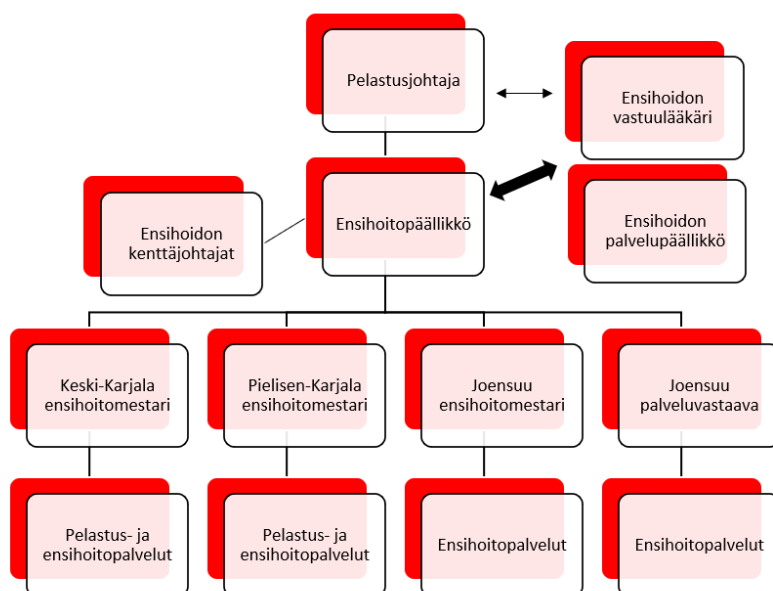 Pelastusjohtaja
Ensihoidon
vastuulääkäri
Ensihoitopäällikkö
Ensihoidon
kenttäjohtajat
Ensihoidon
palvelupäällikkö
Keski-Karjala
ensihoitomestari
Pielisen-Karjala
ensihoitomestari
Joensuu
ensihoitomestari
Joensuu
palveluvastaava
Pelastus- ja
ensihoitopalvelut
Pelastus- ja
ensihoitopalvelut
Ensihoitopalvelut
Ensihoitopalvelut